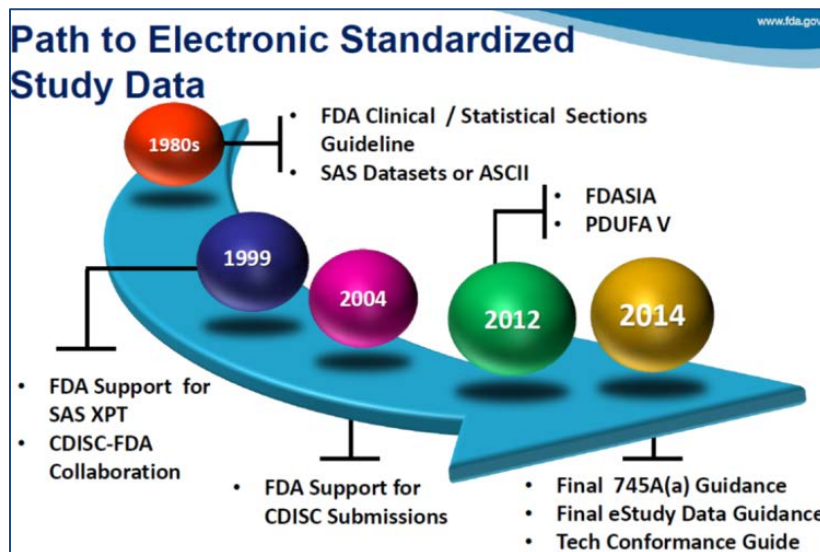 www.fda.gov
Path to Electronic Standardized
Study Data
1980s
• FDA Clinical / Statistical Sections
Guideline
• SAS Datasets or ASCII
• FDASIA
• PDUFA V
1999
2004
2012
2014
• FDA Support for
SAS XPT
• CDISC-FDA
Collaboration
• FDA Support for
CDISC Submissions
• Final 745A(a) Guidance
• Final eStudy Data Guidance
• Tech Conformance Guide